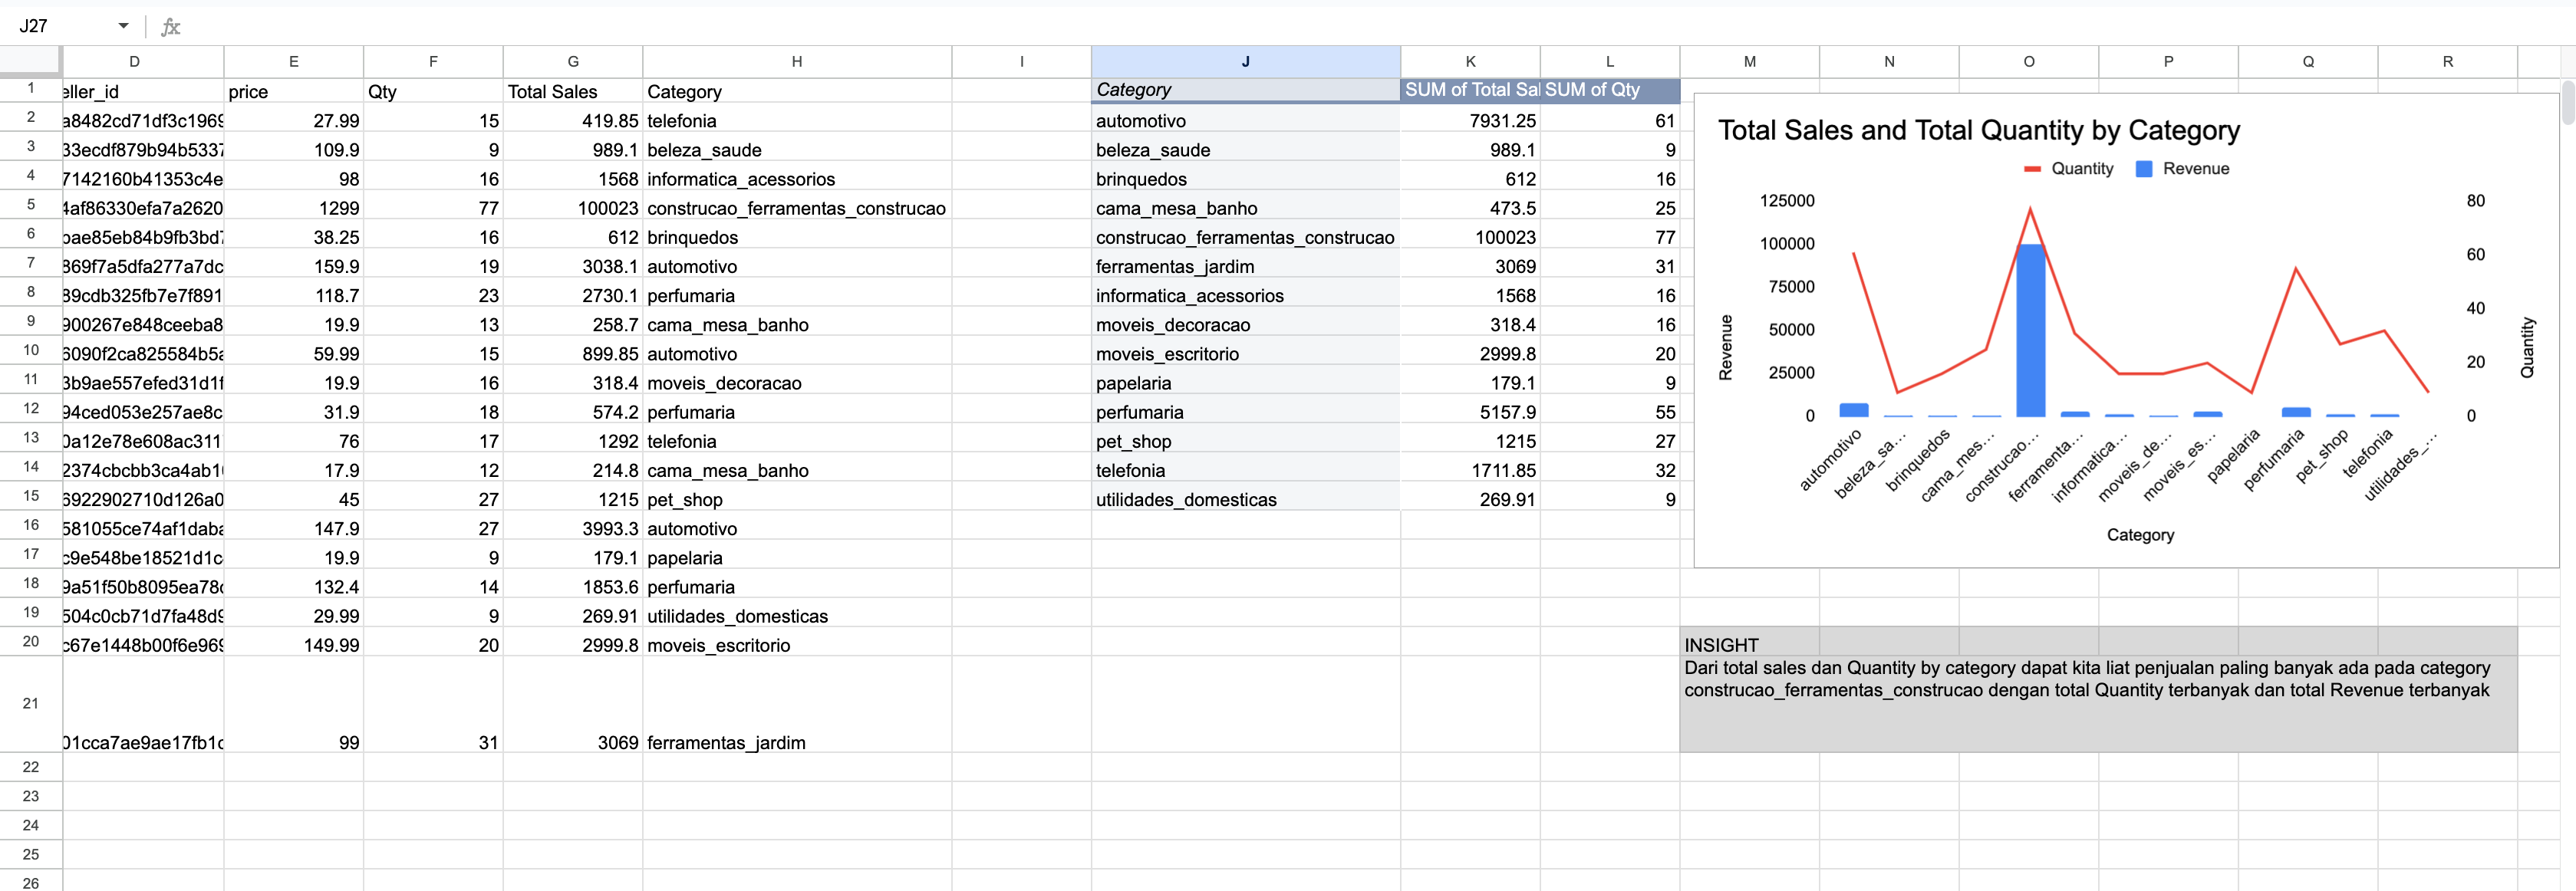 J27
fx
D E F G H I J K L M N O P Q R
1 eller_id price Qty Total Sales Category Category SUM of Total Sal SUM of Qty
2 a8482cd71df3c1969 27.99 15 419.85 telefonia automotivo 7931.25 61
3 33ecdf879b94b5337 109.9 9 989.1 beleza_saude beleza_saude 989.1 9
4 7142160b41353c4e 98 16 1568 informatica_acessorios brinquedos 612 16
5 4af86330efa7a2620 1299 77 100023 construcao_ferramentas_construcao cama_mesa_banho 473.5 25
6 bae85eb84b9fb3bd7 38.25 16 612 brinquedos construcao_ferramentas_construcao 100023 77
7 869f7a5dfa277a7dc 159.9 19 3038.1 automotivo ferramentas_jardim 3069 31
8 89cdb325fb7e7f891 118.7 23 2730.1 perfumaria informatica_acessorios 1568 16
9 900267e848ceeba8 19.9 13 258.7 cama_mesa_banho moveis_decoracao 318.4 16
10 6090f2ca825584b5a 59.99 15 899.85 automotivo moveis_escritorio 2999.8 20
11 3b9ae557efed31d1f 19.9 16 318.4 moveis_decoracao papelaria 179.1 9
12 94ced053e257ae8c 31.9 18 574.2 perfumaria perfumaria 5157.9 55
13 0a12e78e608ac311 76 17 1292 telefonia pet_shop 1215 27
14 2374cbcbb3ca4ab1 17.9 12 214.8 cama_mesa_banho telefonia 1711.85 32
15 6922902710d126a0 45 27 1215 pet_shop utilidades_domesticas 269.91 9
16 581055ce74af1daba 147.9 27 3993.3 automotivo
17 c9e548be18521d1c 19.9 9 179.1 papelaria
18 9a51f50b8095ea78 132.4 14 1853.6 perfumaria
19 504c0cb71d7fa48d9 29.99 9 269.91 utilidades_domesticas
20 c67e1448b00f6e969 149.99 20 2999.8 moveis_escritorio
21 01cca7ae9ae17fb1c 99 31 3069 ferramentas_jardim
22
23
24
25
26
Total Sales and Total Quantity by Category
Quantity Revenue
125000 80
100000 60
75000
50000 40
25000 20
0 0
Revenue
Quantity
automotivo beleza_sa... brinquedos cama_mes... construcao... ferramenta... informatica... moveis_de... moveis_es... papelaria perfumaria pet_shop telefonia utilidades_...
Category
INSIGHT
Dari total sales dan Quantity by category dapat kita liat penjualan paling banyak ada pada category
construcao_ferramentas_construcao dengan total Quantity terbanyak dan total Revenue terbanyak